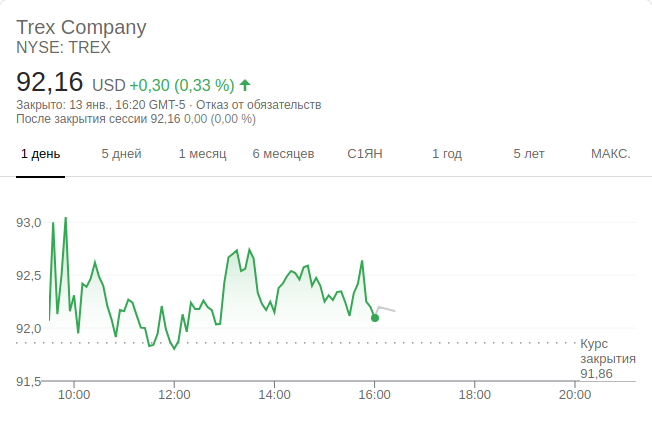 Trex Company
NYSE: TREX
92,16 USD +0,30 (0,33 %)
Закрыто: 13 янв., 16:20 GMT-5 · Отказ от обязательств
После закрытия сессии 92,16 0,00 (0,00 %)
1 день 5 дней 1 месяц 6 месяцев С1ЯН 1 год 5 лет МАКС.
93,0
92,5
92,0
Курс
закрытия
91,86
91,5
10:00 12:00 14:00 16:00 18:00 20:00